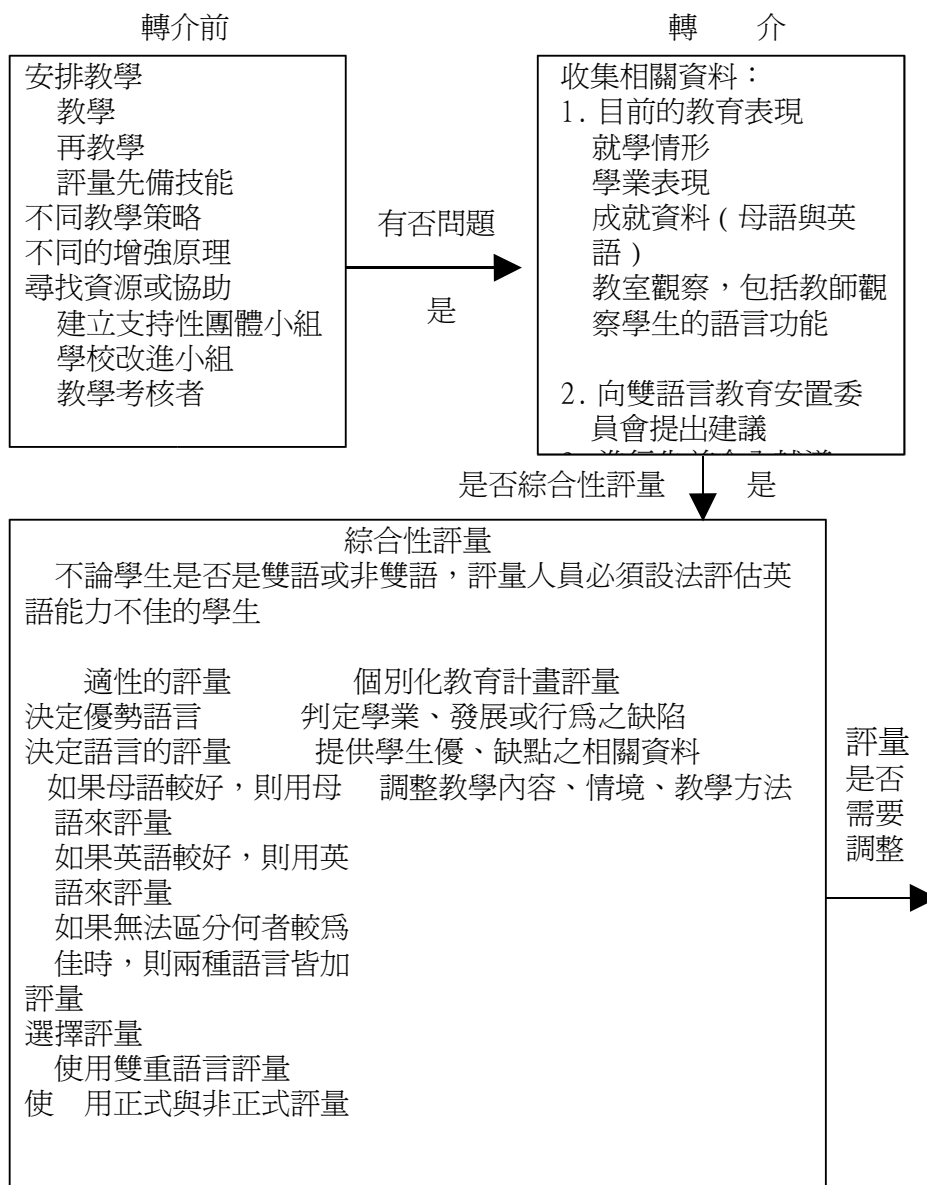 轉介前
安排教學
教學
再教學
評量先備技能
不同教學策略
不同的增強原理
尋找資源或協助
建立支持性團體小組
學校改進小組
教學考核者
有否問題
是
轉　介
收集相關資料：
1. 目前的教育表現
就學情形
學業表現
成就資料（母語與英
語）
教室觀察，包括教師觀
察學生的語言功能
2. 向雙語言教育安置委
員會提出建議
是否綜合性評量
是
綜合性評量
不論學生是否是雙語或非雙語，評量人員必須設法評估英
語能力不佳的學生
適性的評量　個別化教育計畫評量
決定優勢語言　判定學業、發展或行為之缺陷
決定語言的評量　提供學生優、缺點之相關資料
如果母語較好，則用母　調整教學內容、情境、教學方法
語來評量
如果英語較好，則用英
語來評量
如果無法區分何者較為
佳時，則兩種語言皆加
評量
選擇評量
使用雙重語言評量
使　用正式與非正式評量
評量
是否
需要
調整